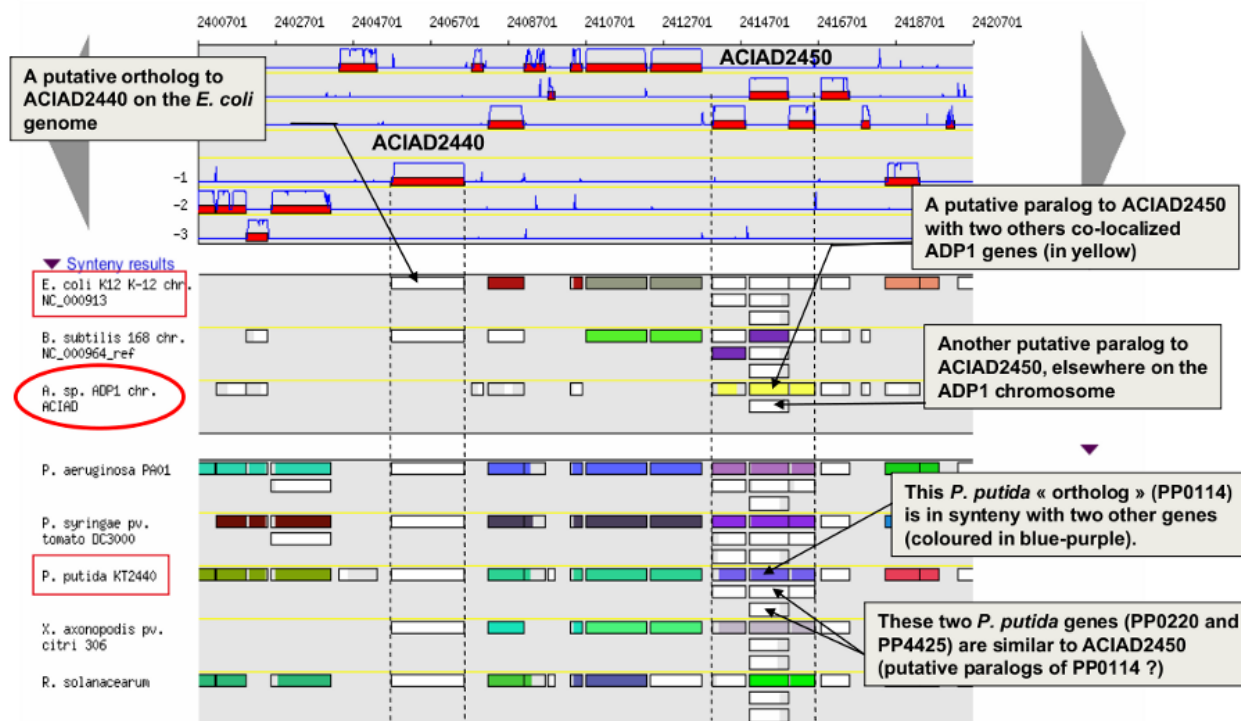 2400701 2402701 2404701 2406701 2408701 2410701 2412701 2414701 2416701 2418701 2420701
ACIAD2450
A putative ortholog to
ACIAD2440 on the E. coli
genome
ACIAD2440
-1
-2
-3
A putative paralog to ACIAD2450
with two others co-localized
ADP1 genes (in yellow)
Synteny results
E. coli K12 K-12 chr.
NC_000913
B. subtilis 168 chr.
NC_000964_ref
Another putative paralog to
ACIAD2450, elsewhere on the
ADP1 chromosome
A. sp. ADP1 chr.
ACIAD
P. aeruginosa PAO1
This P. putida « ortholog » (PP0114)
is in synteny with two other genes
(coloured in blue-purple).
P. syringae pv.
tomato DC3000
P. putida KT2440
These two P. putida genes (PP0220 and
PP4425) are similar to ACIAD2450
(putative paralogs of PP0114 ?)
X. axonopodis pv.
citri 306
R. solanacearum